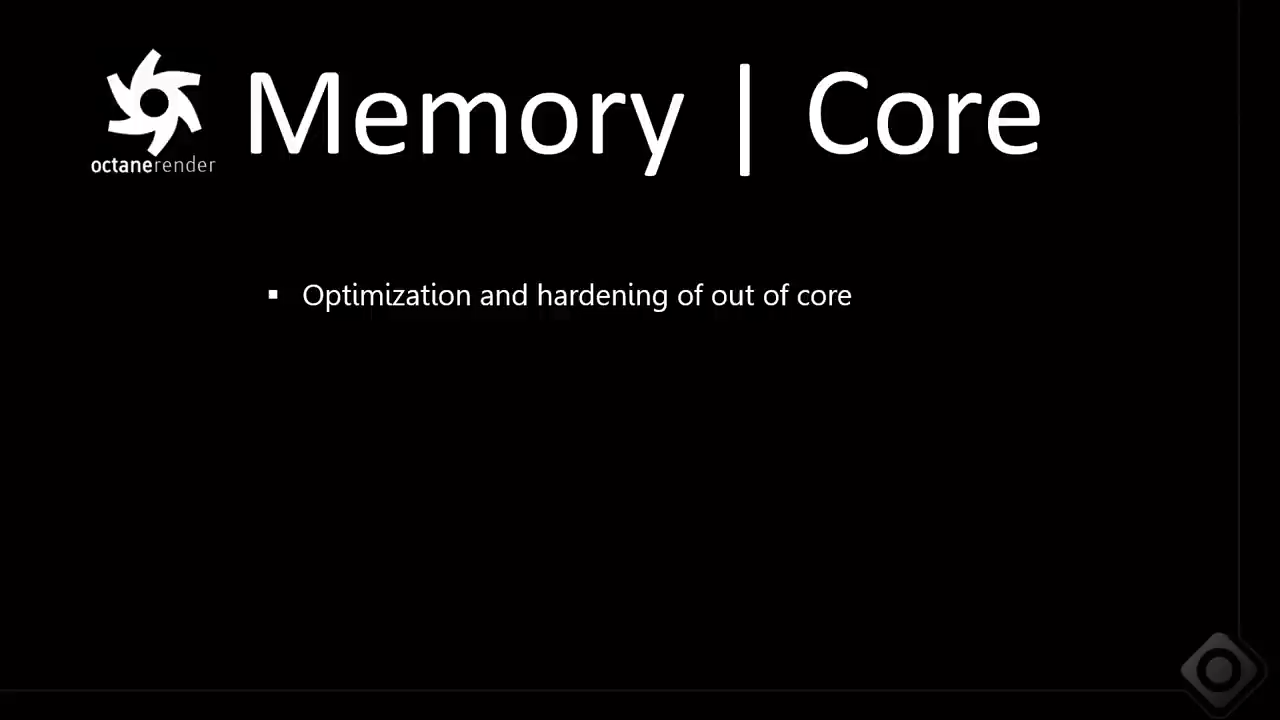 Memory | Core
octanerender
▪ Optimization and hardening of out of core